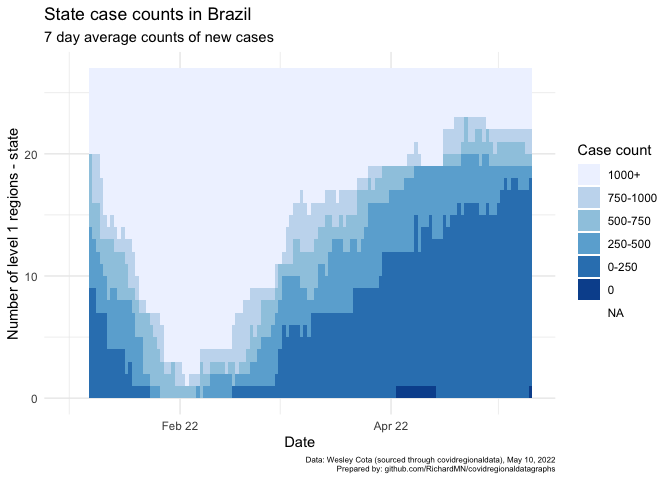 State case counts in Brazil
7 day average counts of new cases
Number of level 1 regions - state
20
10
0
Feb 22
Apr 22
Date
Case count
1000+
750-1000
500-750
250-500
0-250
0
NA
Data: Wesley Cota (sourced through covidregionaldata), May 10, 2022
Prepared by: github.com/RichardMN/covidregionaldatagraphs